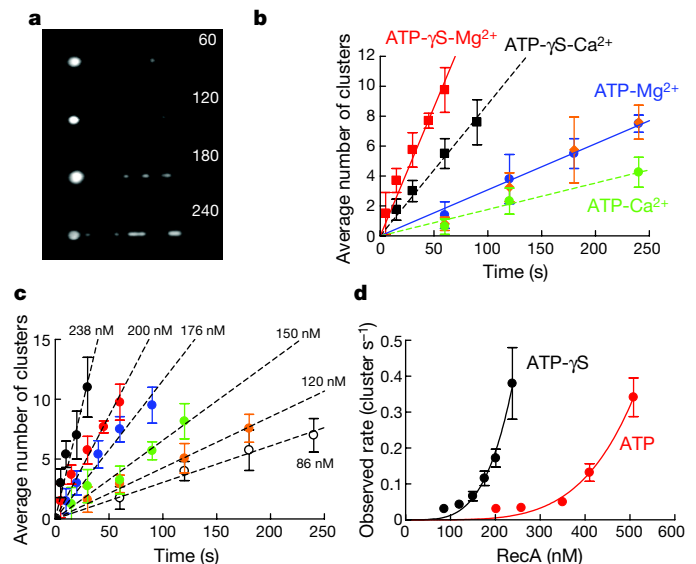 a
60
120
180
240
b
ATP-γS-Mg²⁺
ATP-γS-Ca²⁺
ATP-Mg²⁺
ATP-Ca²⁺
Average number of clusters
12
10
8
6
4
2
0
0 50 100 150 200 250
Time (s)
c
238 nM
200 nM
176 nM
150 nM
120 nM
86 nM
Average number of clusters
15
10
5
0
0 50 100 150 200 250
Time (s)
d
ATP-γS
ATP
Observed rate (cluster s⁻¹)
0.5
0.4
0.3
0.2
0.1
0
0 100 200 300 400 500 600
RecA (nM)